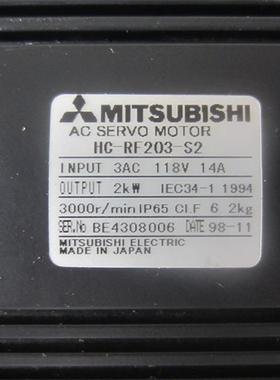 MITSUBISHI
AC SERVO MOTOR
HC-RF203-S2
INPUT 3AC 118V 14A
OUTPUT 2kW IEC34-1 1994
3000r/min IP65 Cl.F 6.2kg
SER.No BE4308006 DATE 98-11
MITSUBISHI ELECTRIC
MADE IN JAPAN